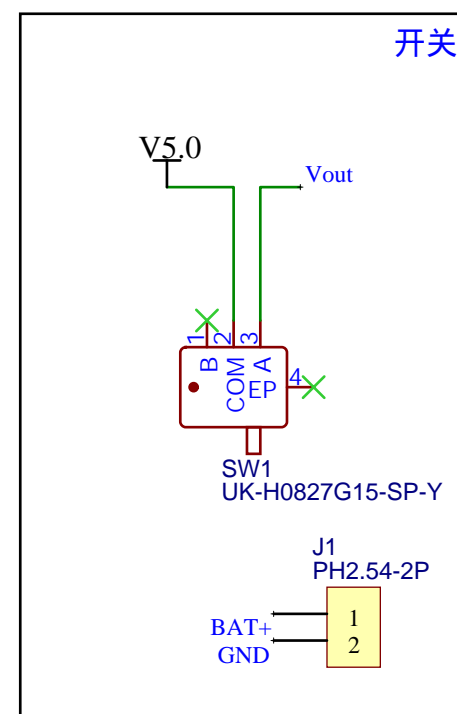 开关
V5.0
Vout
1
2
3
B
COM
A
EP
4
SW1
UK-H0827G15-SP-Y
J1
PH2.54-2P
BAT+
1
GND
2